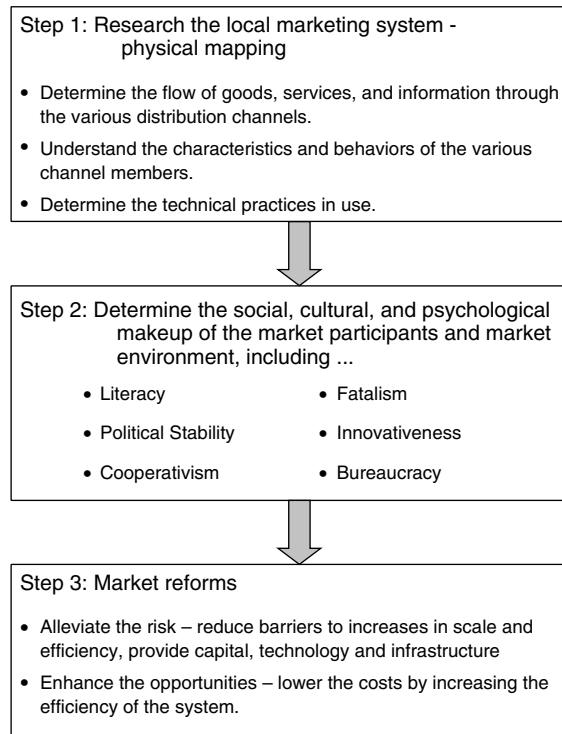 Step 1: Research the local marketing system -
physical mapping
• Determine the flow of goods, services, and information through
the various distribution channels.
• Understand the characteristics and behaviors of the various
channel members.
• Determine the technical practices in use.
Step 2: Determine the social, cultural, and psychological
makeup of the market participants and market
environment, including ...
• Literacy
• Political Stability
• Cooperativism
• Fatalism
• Innovativeness
• Bureaucracy
Step 3: Market reforms
• Alleviate the risk – reduce barriers to increases in scale and
efficiency, provide capital, technology and infrastructure
• Enhance the opportunities – lower the costs by increasing the
efficiency of the system.